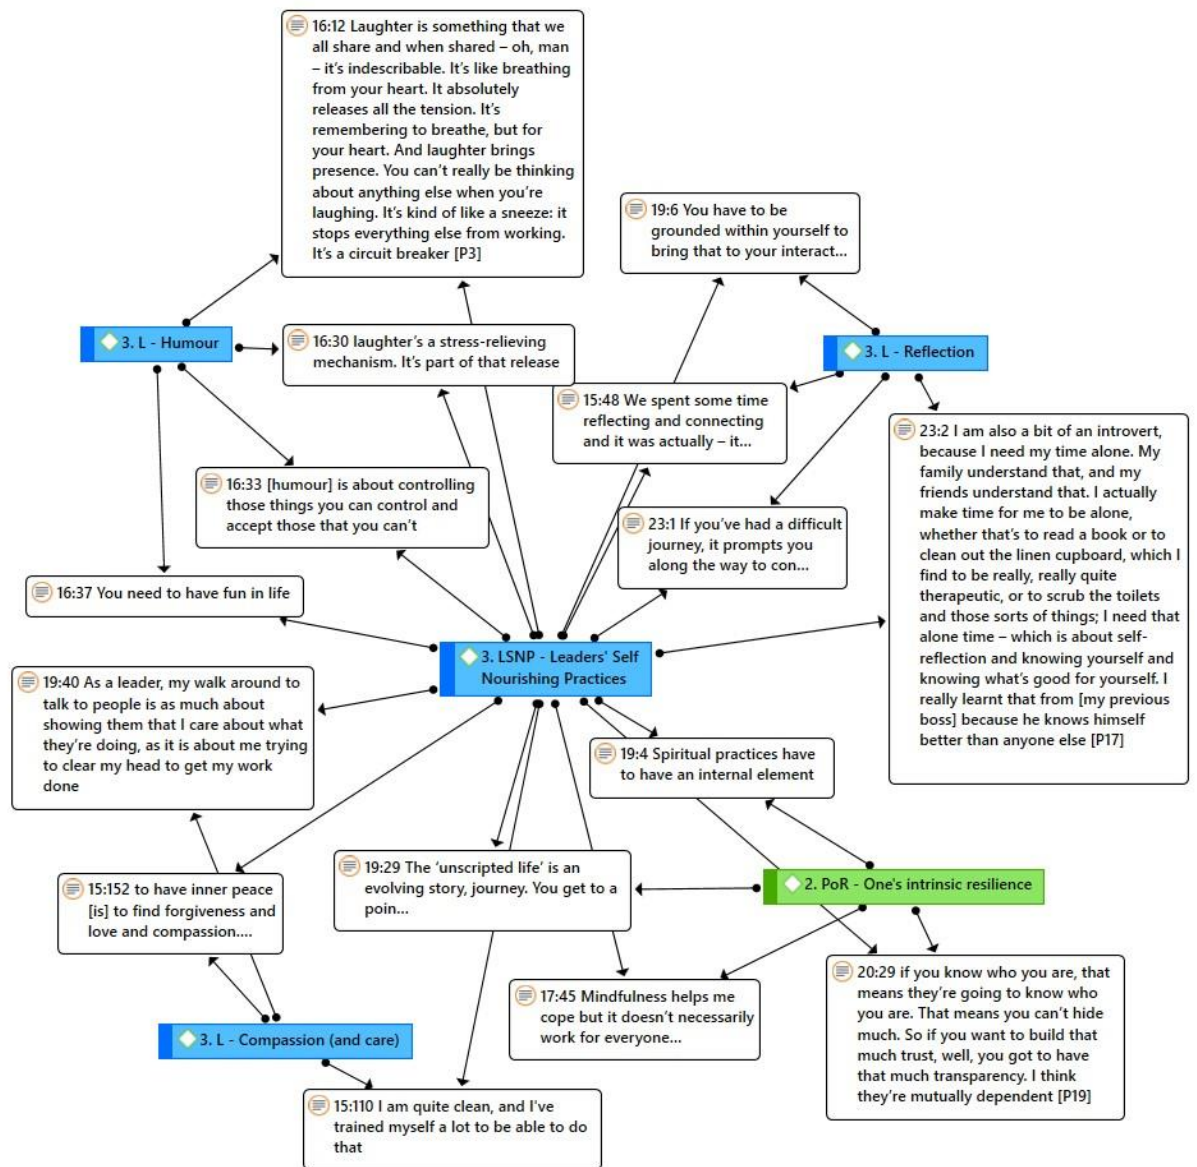 16:12 Laughter is something that we
all share and when shared – oh, man
– it's indescribable. It's like breathing
from your heart. It absolutely
releases all the tension. It's
remembering to breathe, but for
your heart. And laughter brings
presence. You can't really be thinking
about anything else when you're
laughing. It's kind of like a sneeze: it
stops everything else from working.
It's a circuit breaker [P3]
19:6 You have to be
grounded within yourself to
bring that to your interact...
3. L - Humour
16:30 laughter's a stress-relieving
mechanism. It's part of that release
3. L - Reflection
15:48 We spent some time
reflecting and connecting
and it was actually – it...
23:2 I am also a bit of an introvert,
because I need my time alone. My
family understand that, and my
friends understand that. I actually
make time for me to be alone,
whether that's to read a book or to
clean out the linen cupboard, which I
find to be really, really quite
therapeutic, or to scrub the toilets
and those sorts of things; I need that
alone time – which is about self-
reflection and knowing yourself and
knowing what's good for yourself. I
really learnt that from [my previous
boss] because he knows himself
better than anyone else [P17]
16:33 [humour] is about controlling
those things you can control and
accept those that you can't
23:1 If you've had a difficult
journey, it prompts you
along the way to con...
16:37 You need to have fun in life
3. LSNP - Leaders' Self
Nourishing Practices
19:40 As a leader, my walk around to
talk to people is as much about
showing them that I care about what
they're doing, as it is about me trying
to clear my head to get my work
done
19:4 Spiritual practices have
to have an internal element
19:29 The 'unscripted life' is an
evolving story, journey. You get to a
poin...
2. PoR - One's intrinsic resilience
15:152 to have inner peace
[is] to find forgiveness and
love and compassion....
17:45 Mindfulness helps me
cope but it doesn't necessarily
work for everyone...
20:29 if you know who you are, that
means they're going to know who
you are. That means you can't hide
much. So if you want to build that
much trust, well, you got to have
that much transparency. I think
they're mutually dependent [P19]
3. L - Compassion (and care)
15:110 I am quite clean, and I've
trained myself a lot to be able to do
that